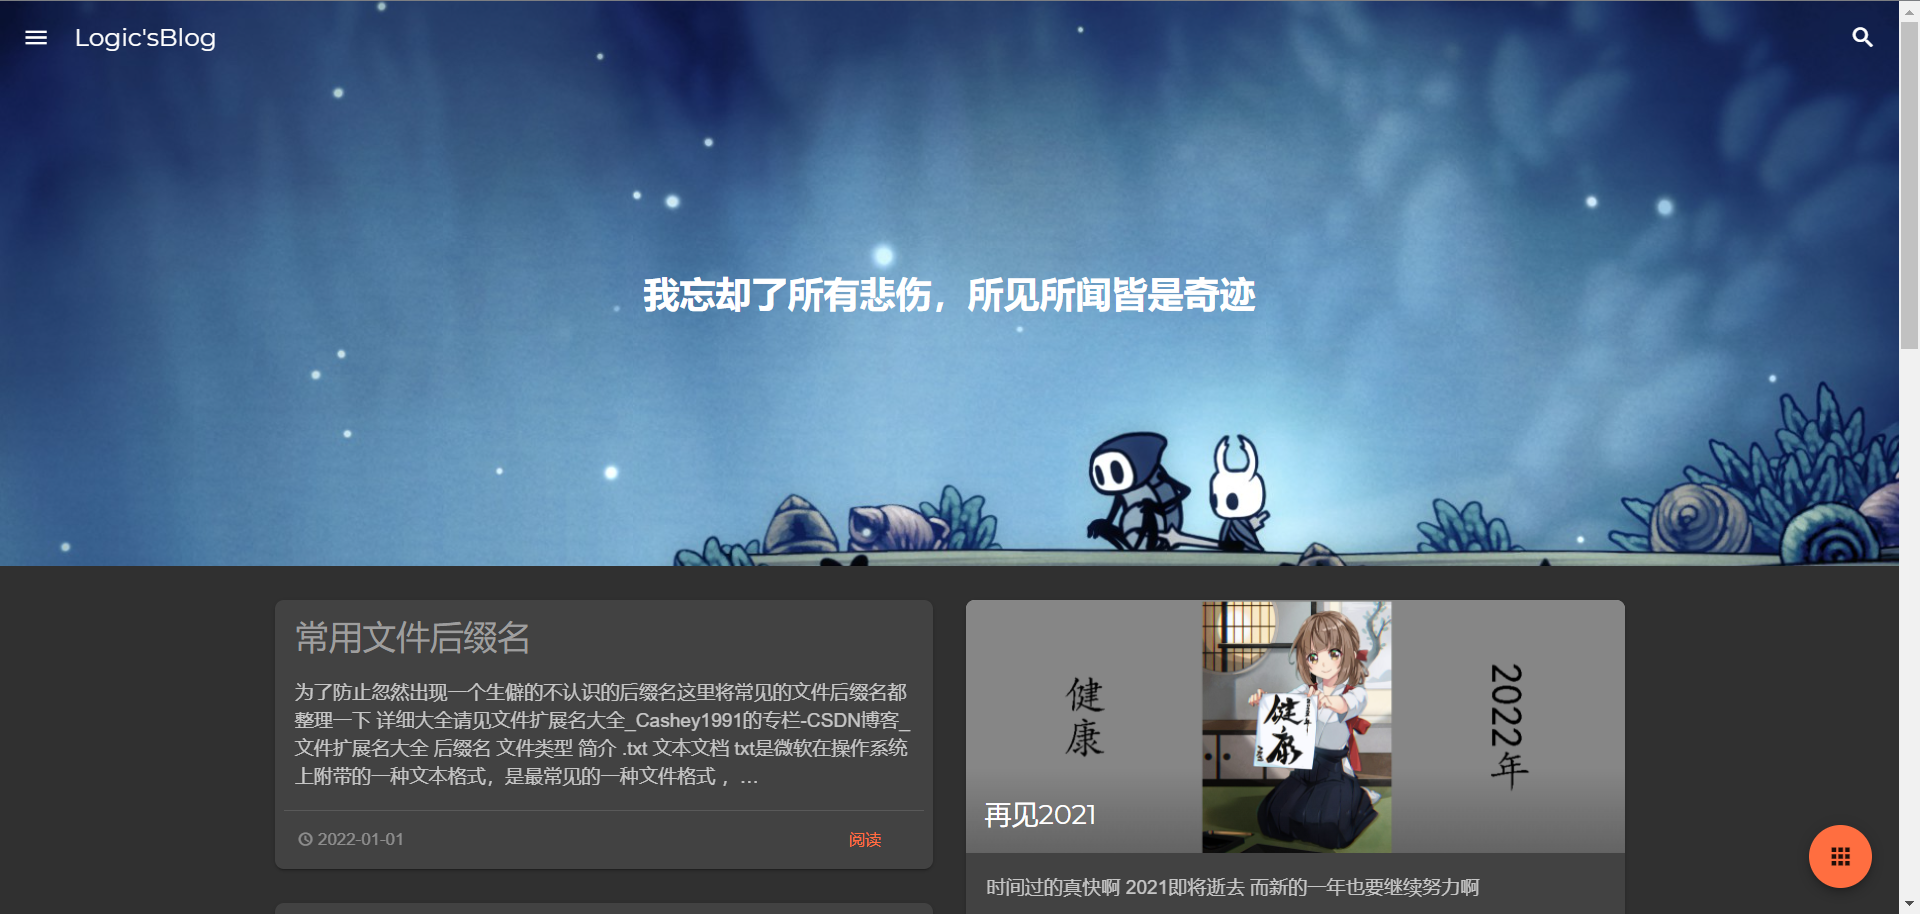 Logic'sBlog
我忘却了所有悲伤，所见所闻皆是奇迹
常用文件后缀名
为了防止忽然出现一个生僻的不认识的后缀名这里将常见的文件后缀名都
整理一下 详细大全请见文件扩展名大全_Cashey1991的专栏-CSDN博客_
文件扩展名大全 后缀名 文件类型 简介 .txt 文本文档 txt是微软在操作系统
上附带的一种文本格式，是最常见的一种文件格式 ，…
2022-01-01
阅读
健康
健康
2022年
再见2021
时间过的真快啊 2021即将逝去 而新的一年也要继续努力啊